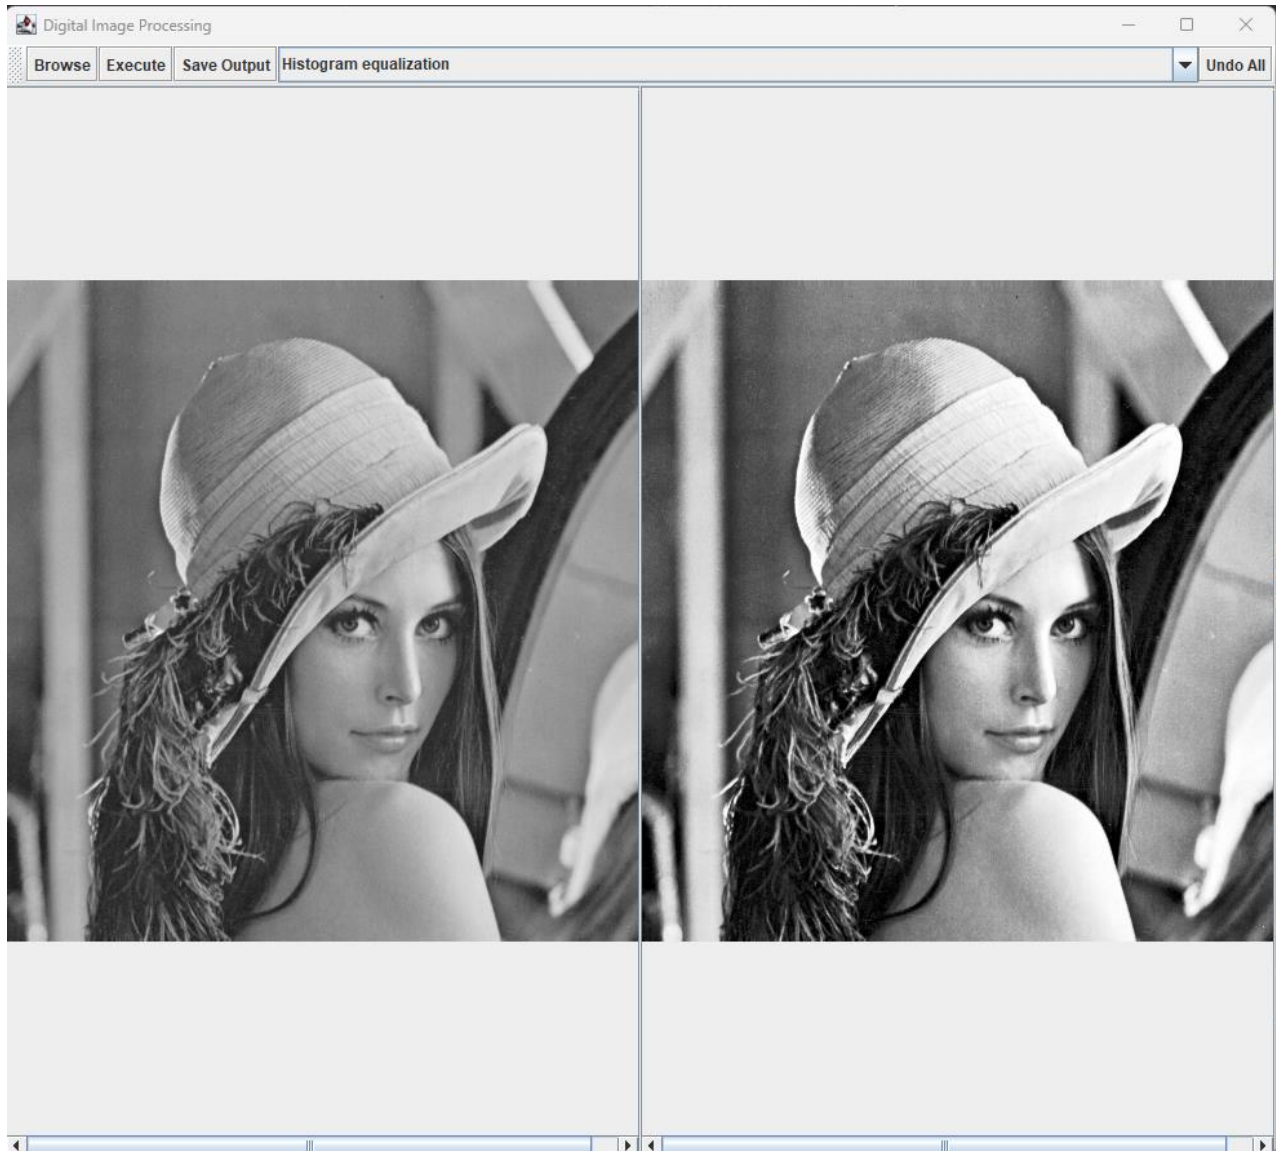 Digital Image Processing
Browse Execute Save Output Histogram equalization Undo All